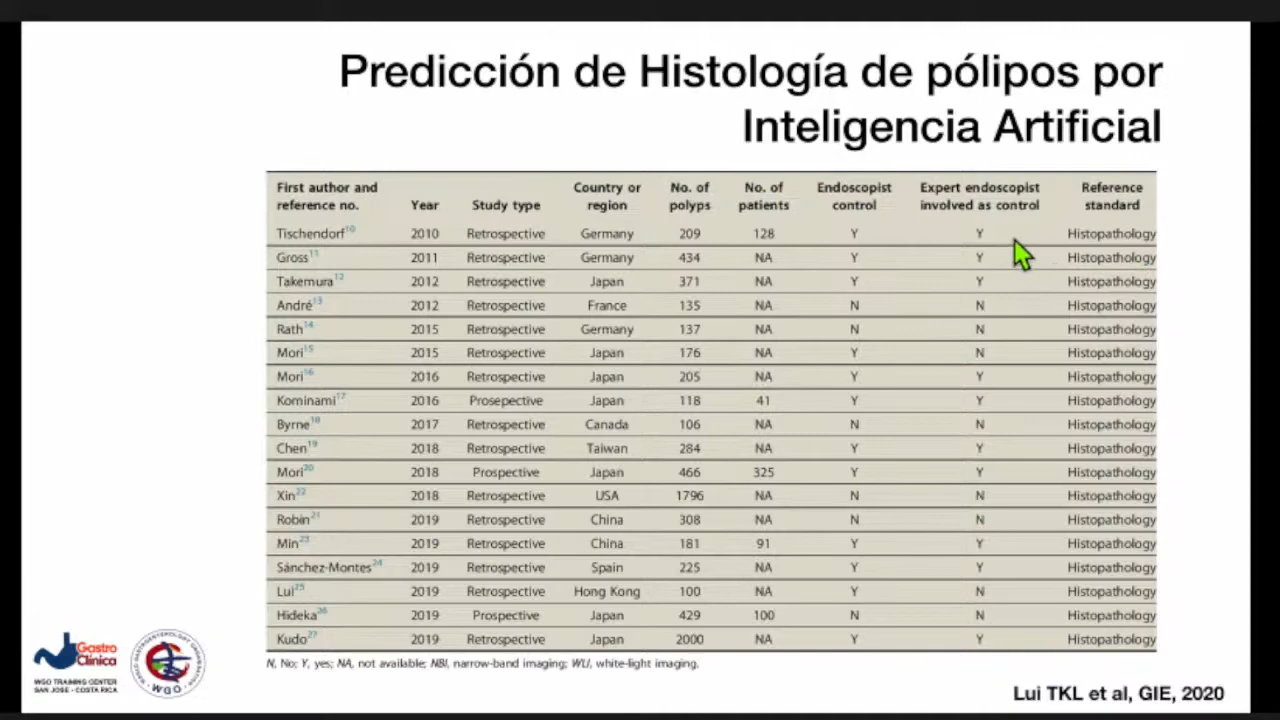 Predicción de Histología de pólipos por
Inteligencia Artificial
First author and reference no. Year Study type Country or region No. of polyps No. of patients Endoscopist control Expert endoscopist involved as control Reference standard
Tischendorf10 2010 Retrospective Germany 209 128 Y Y Histopathology
Gross11 2011 Retrospective Germany 434 NA Y Y Histopathology
Takemura12 2012 Retrospective Japan 371 NA Y Y Histopathology
André13 2012 Retrospective France 135 NA N N Histopathology
Rath14 2015 Retrospective Germany 137 NA N N Histopathology
Mori15 2015 Retrospective Japan 176 NA Y N Histopathology
Mori16 2016 Retrospective Japan 205 NA Y Y Histopathology
Kominami17 2016 Prosepective Japan 118 41 Y Y Histopathology
Byrne18 2017 Retrospective Canada 106 NA N N Histopathology
Chen19 2018 Retrospective Taiwan 284 NA Y Y Histopathology
Mori20 2018 Prospective Japan 466 325 Y Y Histopathology
Xin22 2018 Retrospective USA 1796 NA N N Histopathology
Robin21 2019 Retrospective China 308 NA N N Histopathology
Min23 2019 Retrospective China 181 91 Y Y Histopathology
Sánchez-Montes24 2019 Retrospective Spain 225 NA Y Y Histopathology
Lui25 2019 Retrospective Hong Kong 100 NA Y N Histopathology
Hideka26 2019 Prospective Japan 429 100 N N Histopathology
Kudo27 2019 Retrospective Japan 2000 NA Y Y Histopathology
N, No; Y, yes; NA, not available; NBI, narrow-band imaging; WLI, white-light imaging.
Gastro
Clínica
WGO TRAINING CENTER
SAN JOSE - COSTA RICA
WORLD GASTROENTEROLOGY ORGANISATION
WGO
Lui TKL et al, GIE, 2020